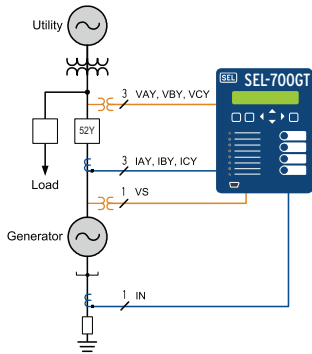 Utility
3 VAY, VBY, VCY
SEL
SEL-700GT
52Y
3 IAY, IBY, ICY
Load
1 VS
Generator
1 IN